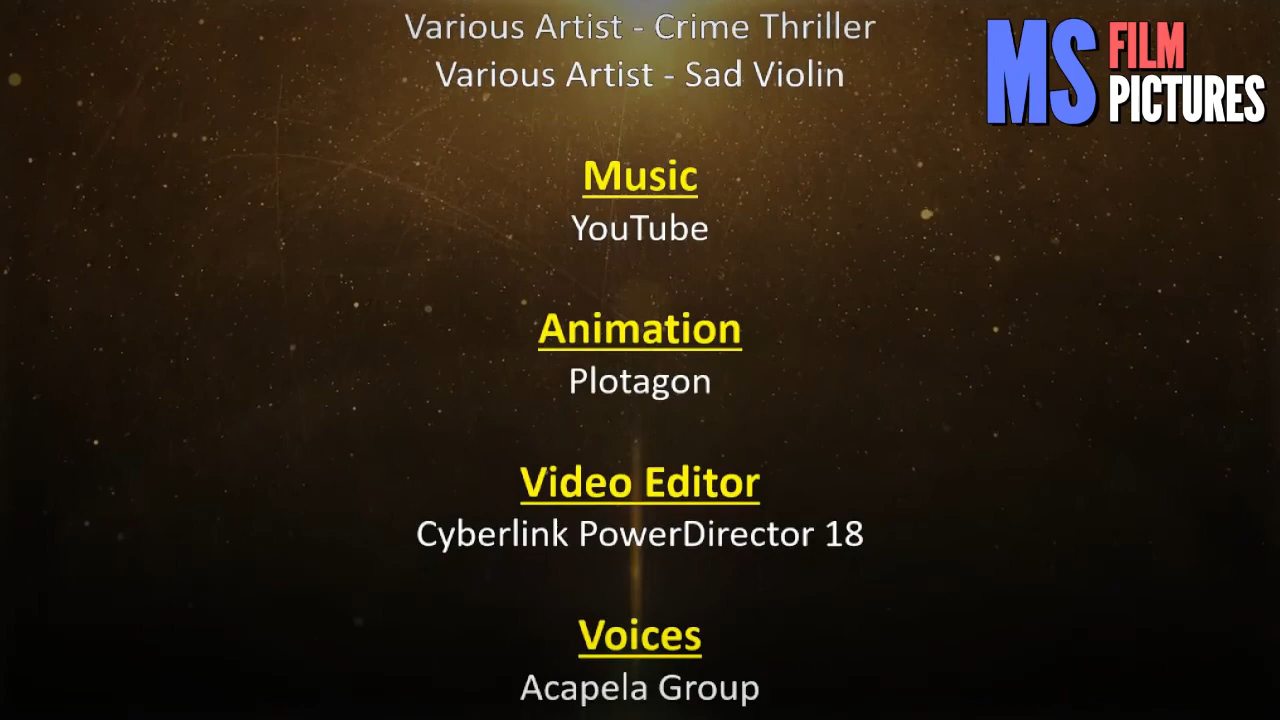 Various Artist - Crime Thriller
Various Artist - Sad Violin
MS FILM
PICTURES
Music
YouTube
Animation
Plotagon
Video Editor
Cyberlink PowerDirector 18
Voices
Acapela Group